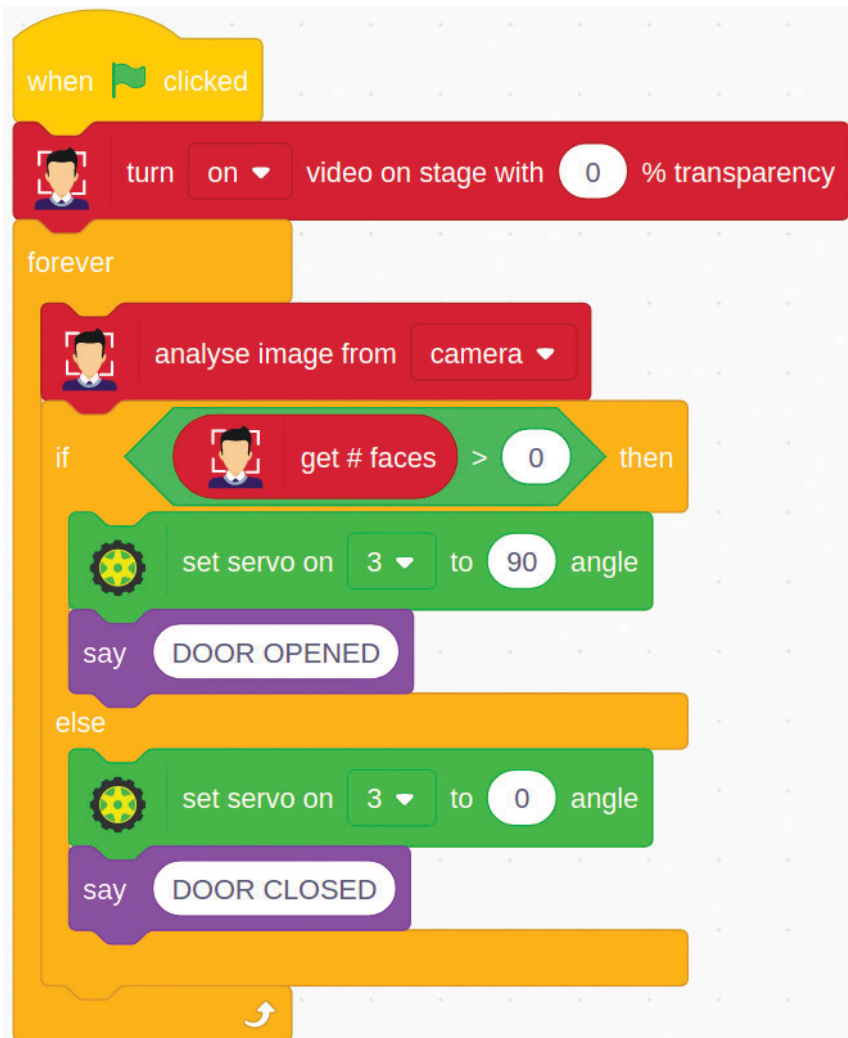 when clicked
turn on video on stage with 0 % transparency
forever
analyse image from camera
if get # faces > 0 then
set servo on 3 to 90 angle
say DOOR OPENED
else
set servo on 3 to 0 angle
say DOOR CLOSED